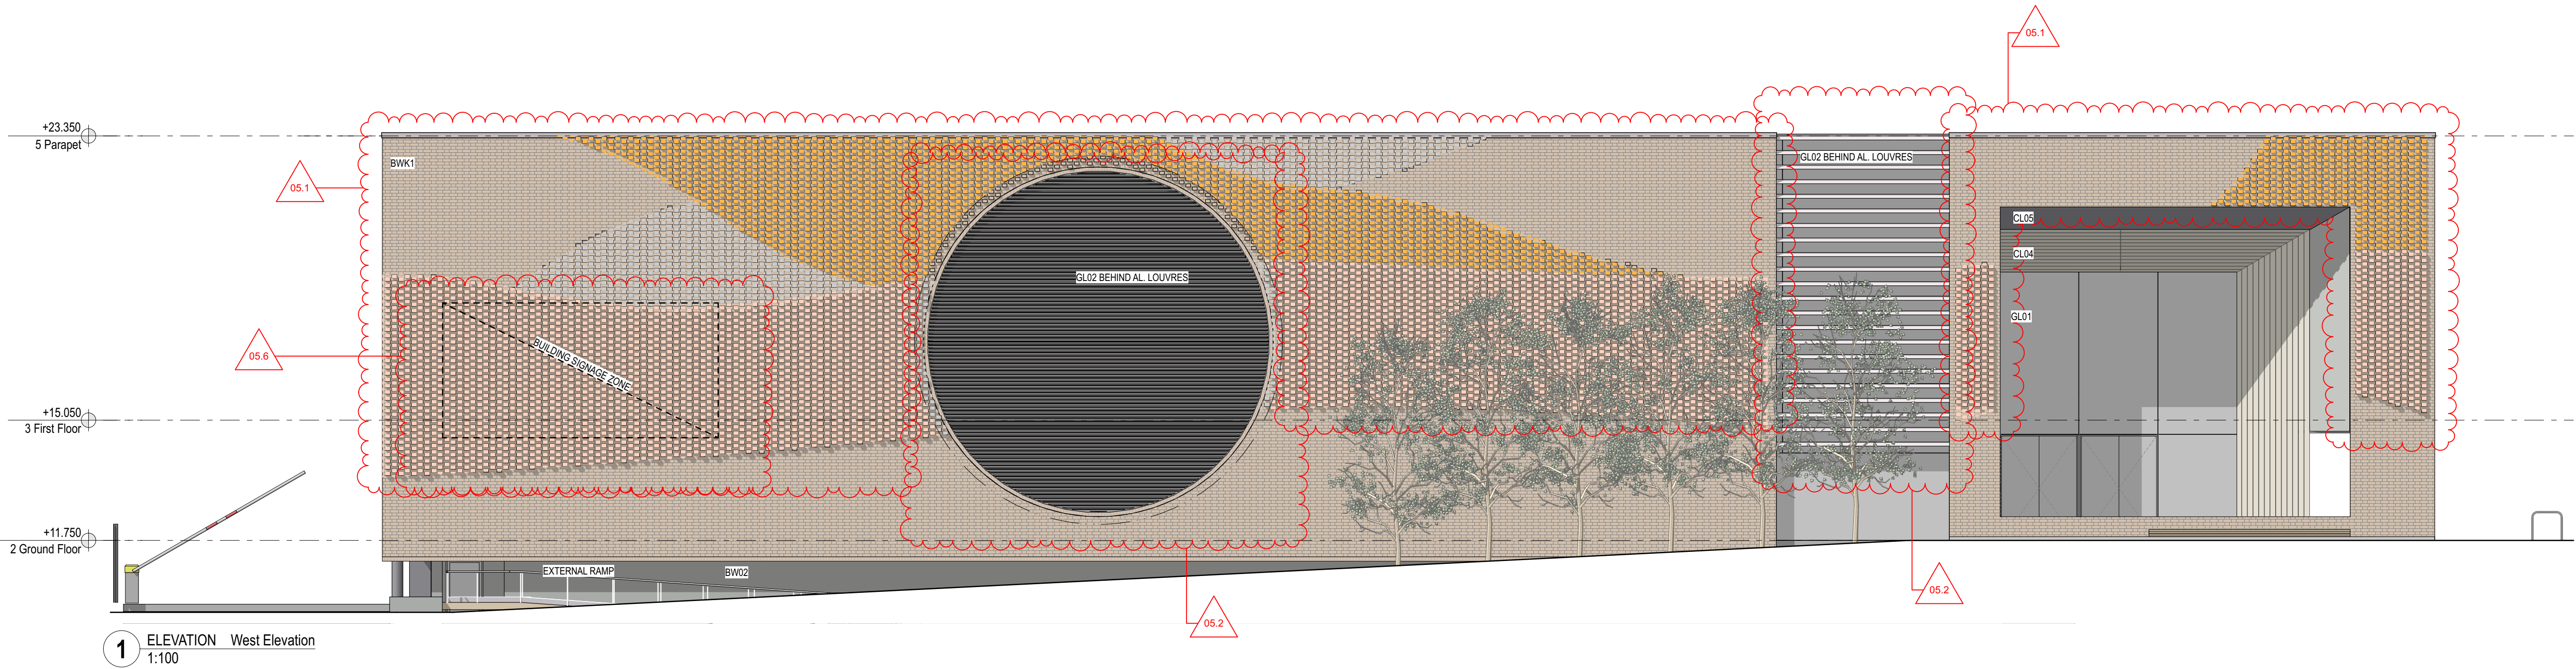 05.1
+23.350
5 Parapet
BWK1
GL02 BEHIND AL. LOUVRES
05.1
CL05
CL04
GL02 BEHIND AL. LOUVRES
GL01
05.6
BUILDING SIGNAGE ZONE
+15.050
3 First Floor
+11.750
2 Ground Floor
EXTERNAL RAMP
BW02
05.2
05.2
1
ELEVATION West Elevation
1:100